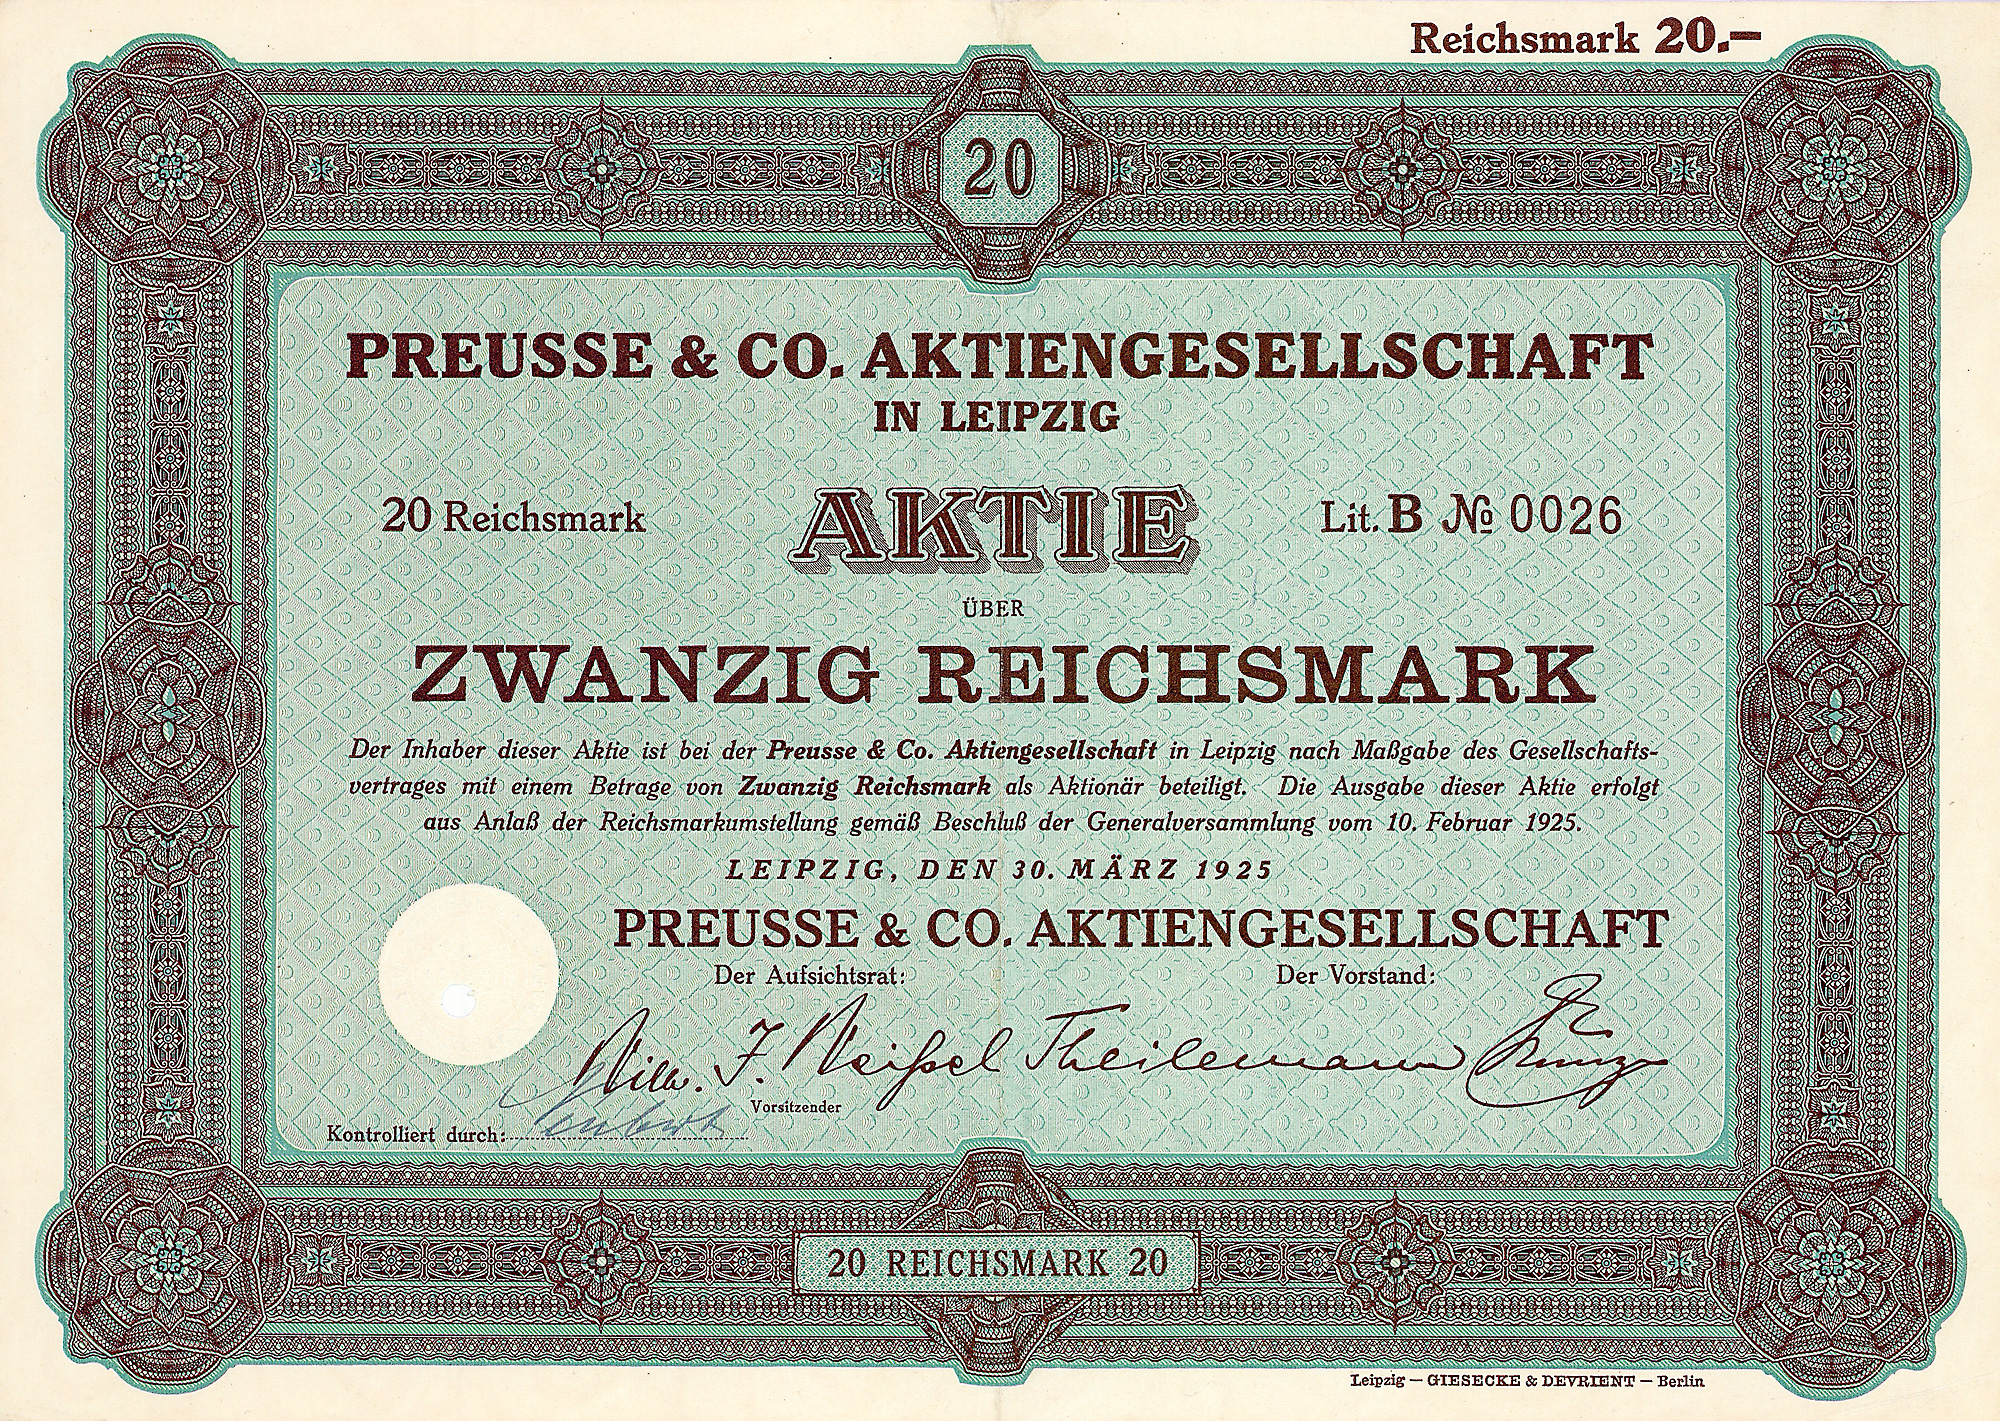 Reichsmark 20.—
20
PREUSSE & CO. AKTIENGESELLSCHAFT
IN LEIPZIG
20 Reichsmark AKTIE Lit. B № 0026
ÜBER
ZWANZIG REICHSMARK
Der Inhaber dieser Aktie ist bei der Preusse & Co. Aktiengesellschaft in Leipzig nach Maßgabe des Gesellschafts-
vertrages mit einem Betrage von Zwanzig Reichsmark als Aktionär beteiligt. Die Ausgabe dieser Aktie erfolgt
aus Anlaß der Reichsmarkumstellung gemäß Beschluß der Generalversammlung vom 10. Februar 1925.
LEIPZIG, DEN 30. MÄRZ 1925
PREUSSE & CO. AKTIENGESELLSCHAFT
Der Aufsichtsrat: Der Vorstand:
Theilemann
Vorsitzender
Kontrolliert durch:
20 REICHSMARK 20
Leipzig — GIESECKE & DEVRIENT — Berlin